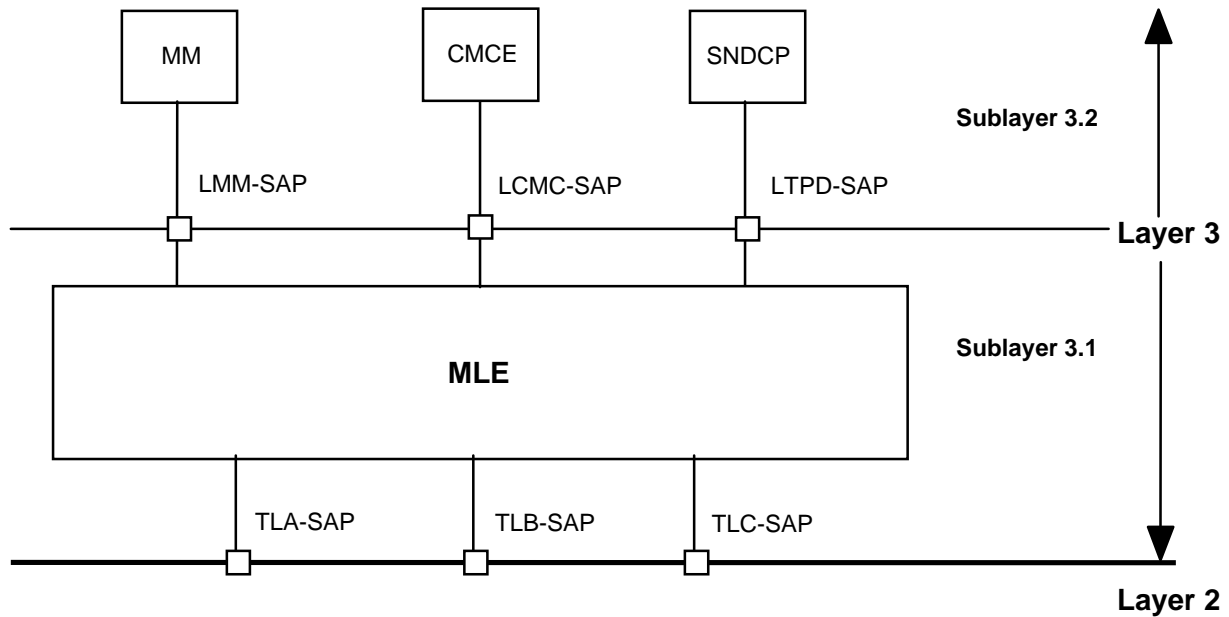 MM
CMCE
SNDCP
Sublayer 3.2
LMM-SAP
LCMC-SAP
LTPD-SAP
Layer 3
Sublayer 3.1
MLE
TLA-SAP
TLB-SAP
TLC-SAP
Layer 2